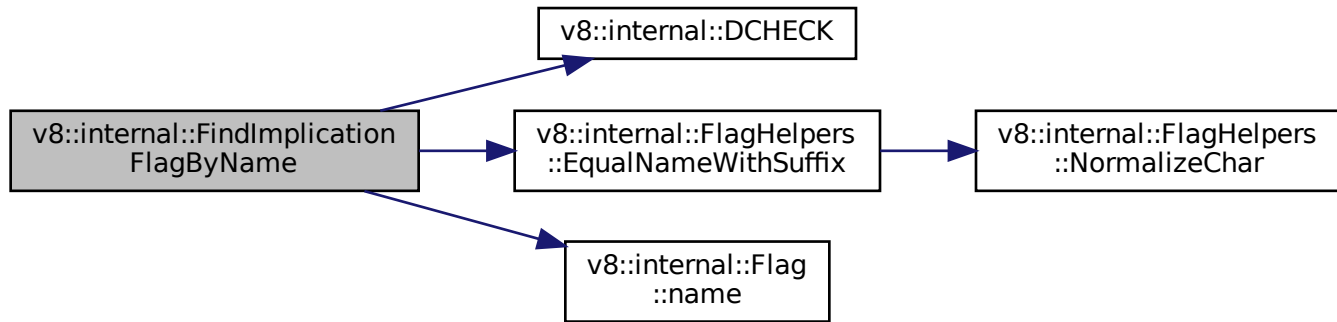 v8::internal::DCHECK
v8::internal::FindImplication
FlagByName
v8::internal::FlagHelpers
::EqualNameWithSuffix
v8::internal::FlagHelpers
::NormalizeChar
v8::internal::Flag
::name